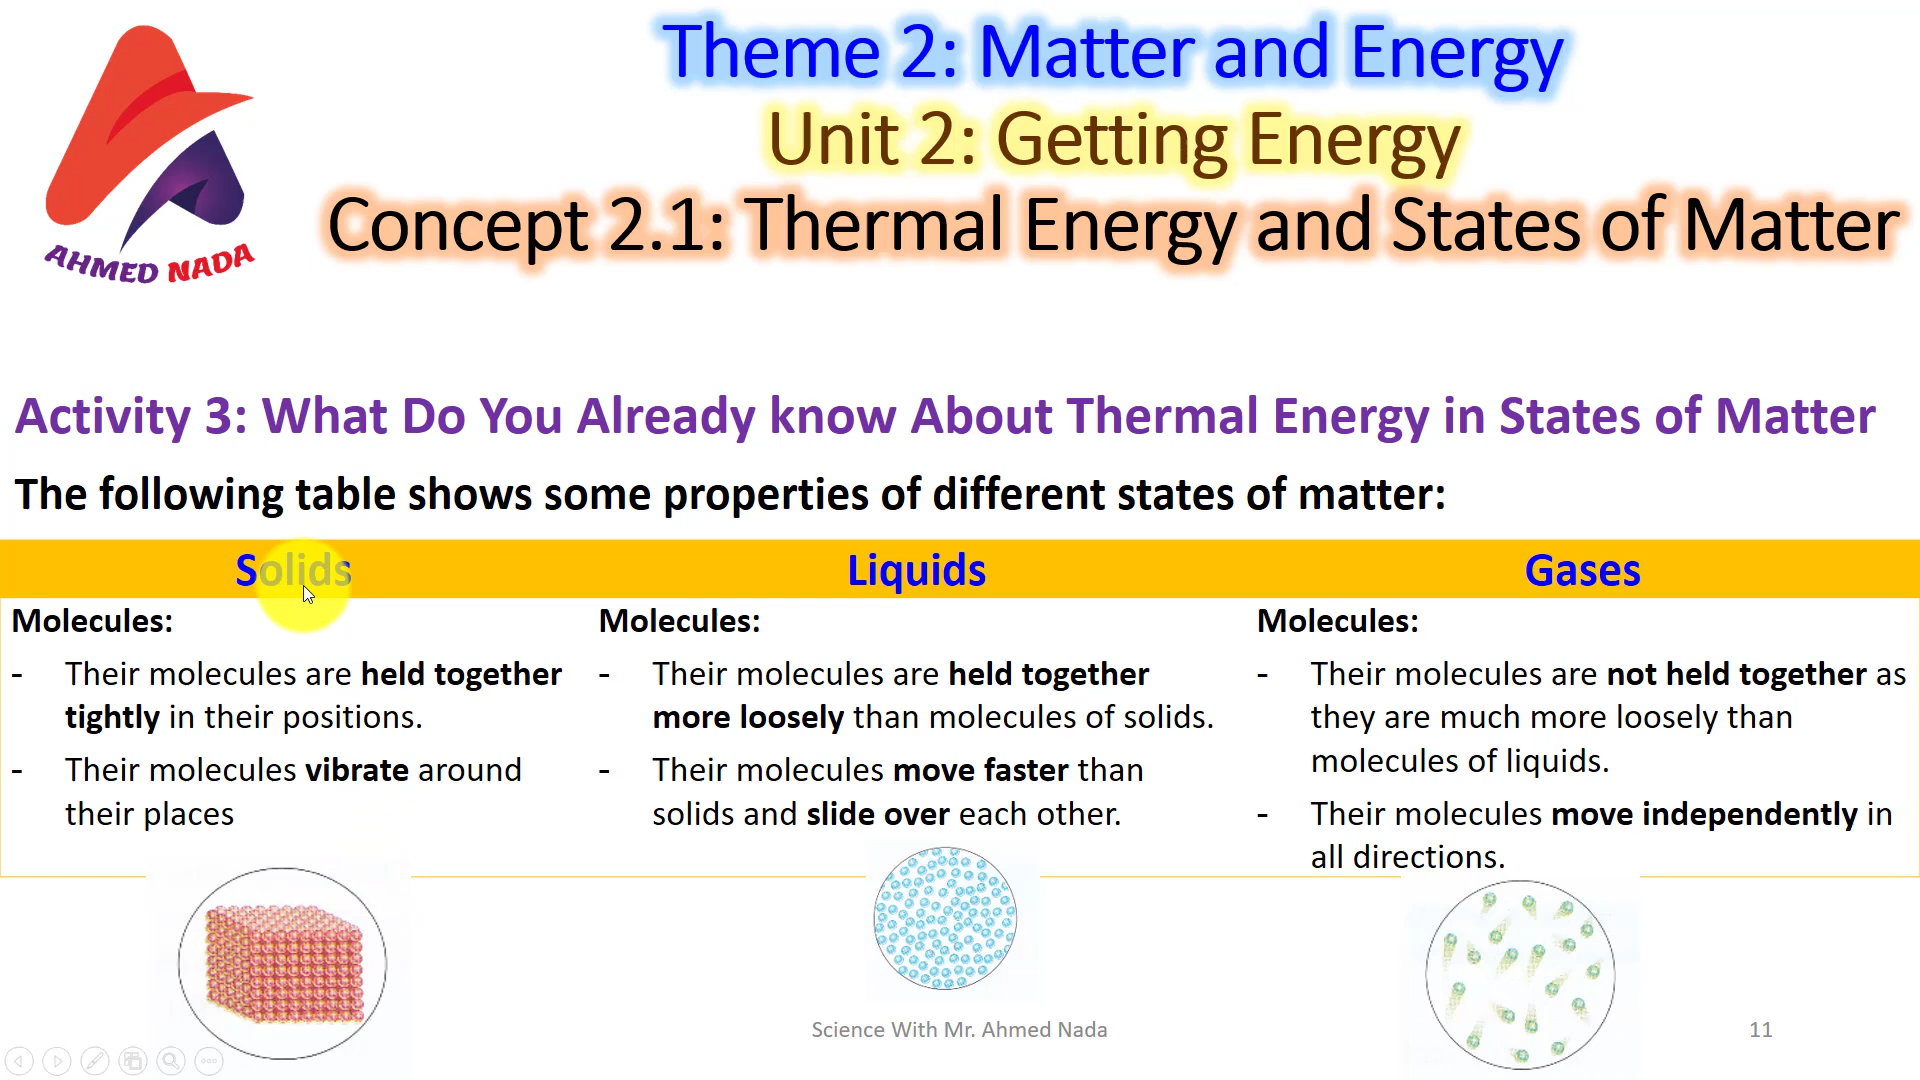 Theme 2: Matter and Energy
Unit 2: Getting Energy
Concept 2.1: Thermal Energy and States of Matter
AHMED NADA
Activity 3: What Do You Already know About Thermal Energy in States of Matter
The following table shows some properties of different states of matter:
Solids
Molecules:
- Their molecules are held together
tightly in their positions.
- Their molecules vibrate around
their places
Liquids
Molecules:
- Their molecules are held together
more loosely than molecules of solids.
- Their molecules move faster than
solids and slide over each other.
Gases
Molecules:
- Their molecules are not held together as
they are much more loosely than
molecules of liquids.
- Their molecules move independently in
all directions.
Science With Mr. Ahmed Nada
11